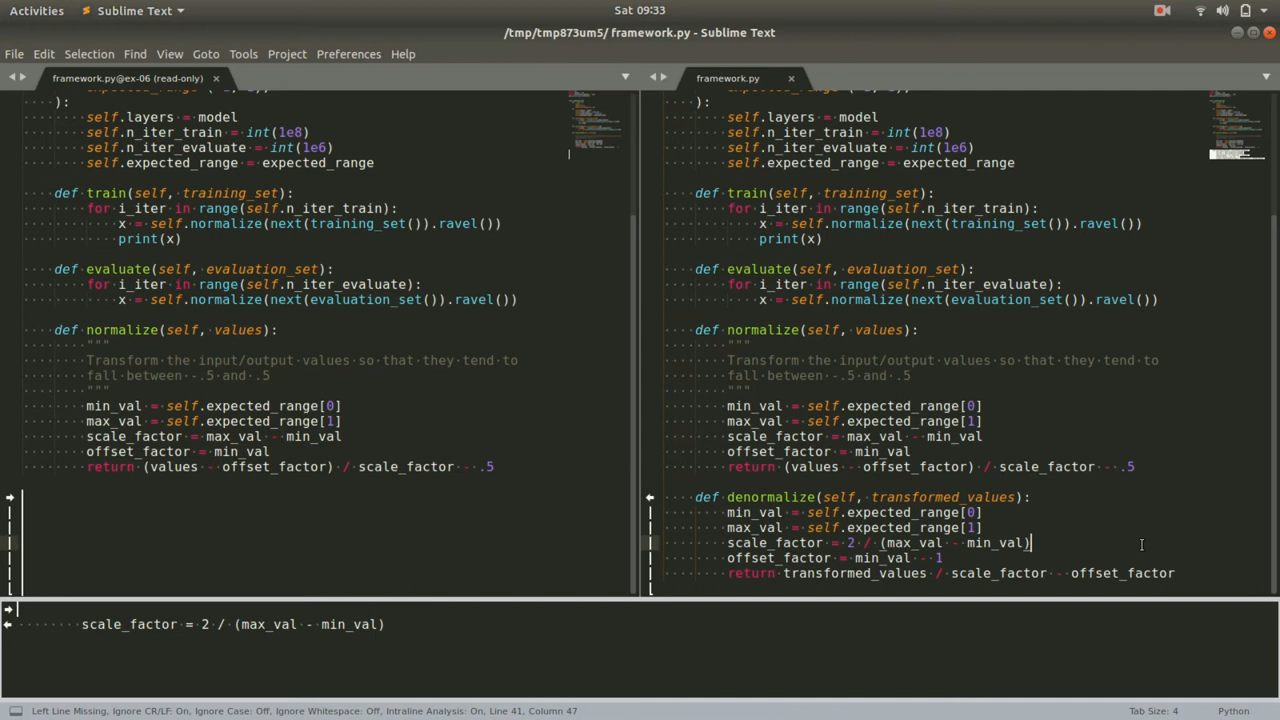 Activities Sublime Text Sat 09:33
/tmp/tmp873um5/ framework.py - Sublime Text
File Edit Selection Find View Goto Tools Project Preferences Help
framework.py@ex-06 (read-only) × framework.py ×
):
self.layers = model
self.n_iter_train = int(1e8)
self.n_iter_evaluate = int(1e6)
self.expected_range = expected_range
def train(self, training_set):
for i_iter in range(self.n_iter_train):
x = self.normalize(next(training_set()).ravel())
print(x)
def evaluate(self, evaluation_set):
for i_iter in range(self.n_iter_evaluate):
x = self.normalize(next(evaluation_set()).ravel())
def normalize(self, values):
"""
Transform the input/output values so that they tend to
fall between -.5 and .5
"""
min_val = self.expected_range[0]
max_val = self.expected_range[1]
scale_factor = max_val - min_val
offset_factor = min_val
return (values - offset_factor) / scale_factor - .5
):
self.layers = model
self.n_iter_train = int(1e8)
self.n_iter_evaluate = int(1e6)
self.expected_range = expected_range
def train(self, training_set):
for i_iter in range(self.n_iter_train):
x = self.normalize(next(training_set()).ravel())
print(x)
def evaluate(self, evaluation_set):
for i_iter in range(self.n_iter_evaluate):
x = self.normalize(next(evaluation_set()).ravel())
def normalize(self, values):
"""
Transform the input/output values so that they tend to
fall between -.5 and .5
"""
min_val = self.expected_range[0]
max_val = self.expected_range[1]
scale_factor = max_val - min_val
offset_factor = min_val
return (values - offset_factor) / scale_factor - .5
def denormalize(self, transformed_values):
min_val = self.expected_range[0]
max_val = self.expected_range[1]
scale_factor = 2 / (max_val - min_val)
offset_factor = min_val - 1
return transformed_values / scale_factor - offset_factor
scale_factor = 2 / (max_val - min_val)
Left Line Missing, Ignore CR/LF: On, Ignore Case: Off, Ignore Whitespace: Off, Intraline Analysis: On, Line 41, Column 47 Tab Size: 4 Python